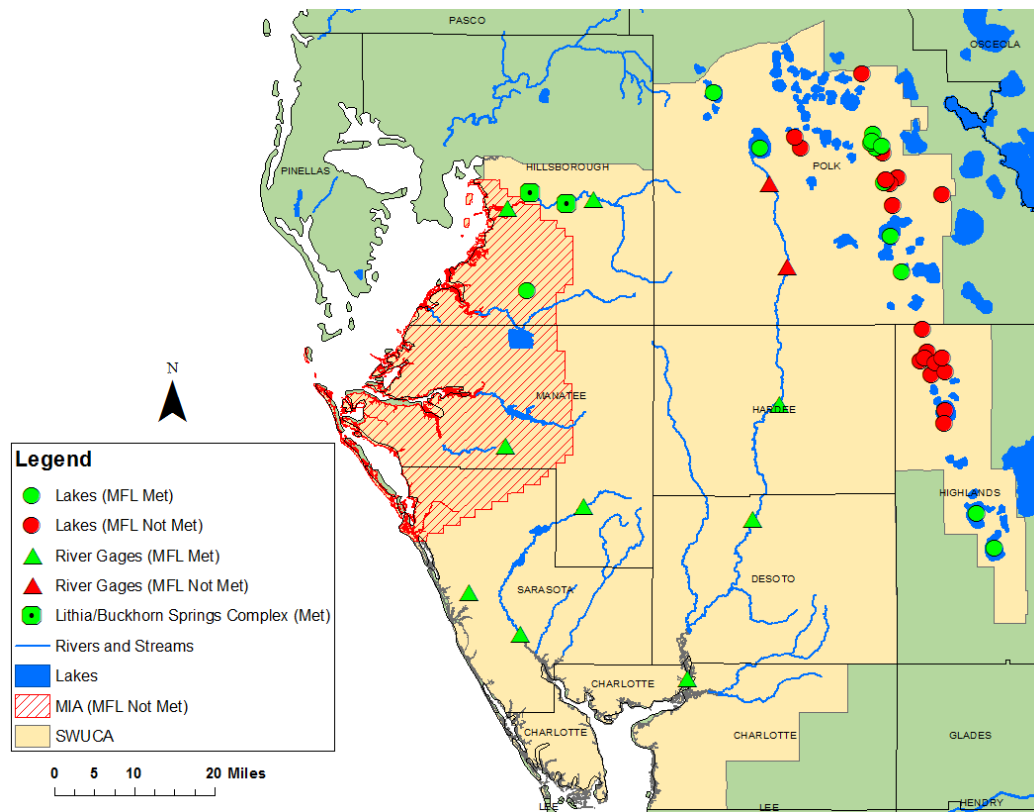 PASCO
OSCEOLA
PINELLAS
HILLSBOROUGH
POLK
N
MANATEE
HARDEE
HIGHLANDS
SARASOTA
DESOTO
CHARLOTTE
CHARLOTTE
CHARLOTTE
GLADES
LEE
LEE
HENDRY
Legend
Lakes (MFL Met)
Lakes (MFL Not Met)
River Gages (MFL Met)
River Gages (MFL Not Met)
Lithia/Buckhorn Springs Complex (Met)
Rivers and Streams
Lakes
MIA (MFL Not Met)
SWUCA
0 5 10 20 Miles